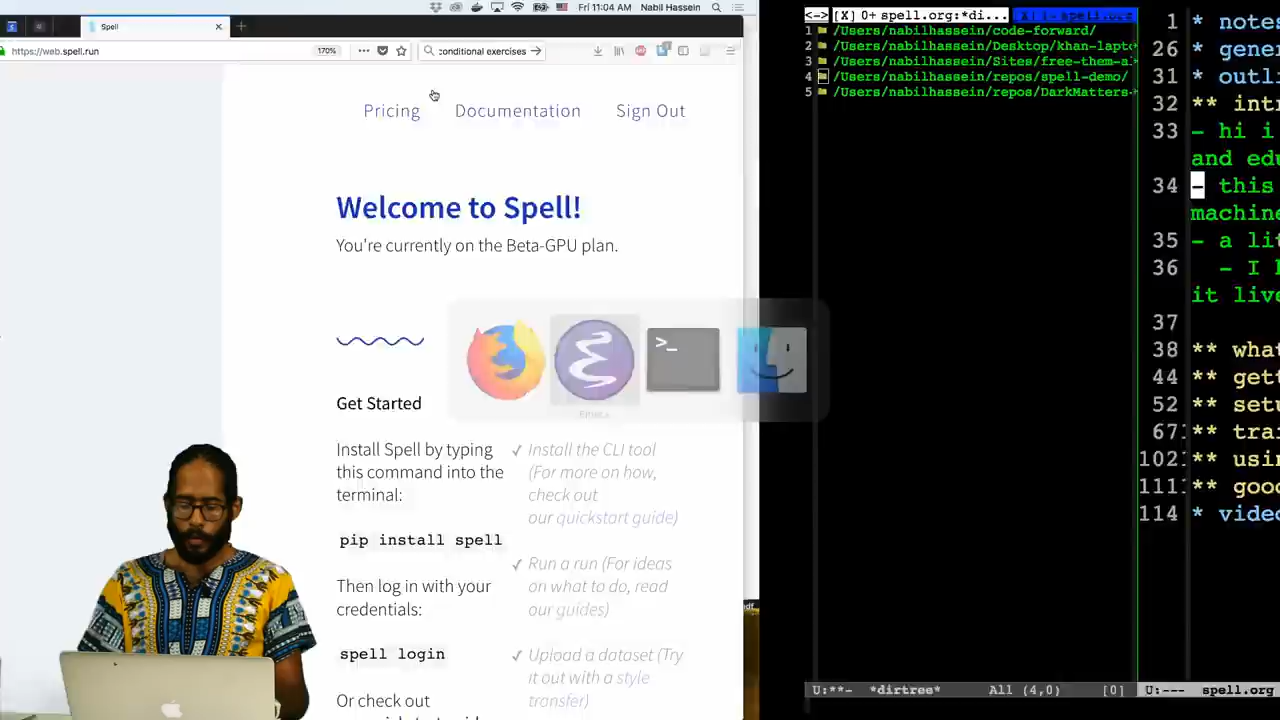 Fri 11:04 AM Nabil Hassein
Spell
https://web.spell.run
170%
conditional exercises
Pricing Documentation Sign Out
Welcome to Spell!
You're currently on the Beta-GPU plan.
Get Started
Install Spell by typing
this command into the
terminal:
pip install spell
Then log in with your
credentials:
spell login
Or check out
✓ Install the CLI tool
(For more on how,
check out
our quickstart guide)
✓ Run a run (For ideas
on what to do, read
our guides)
✓ Upload a dataset (Try
it out with a style
transfer)
Emacs
<-> [X] 0+ spell.org:*di...
1 /Users/nabilhassein/code-forward/
2 /Users/nabilhassein/Desktop/khan-lapt
3 /Users/nabilhassein/Sites/free-them-a
4 /Users/nabilhassein/repos/spell-demo/
5 /Users/nabilhassein/repos/DarkMatters
U:**- *dirtree* All (4,0) [0]
1 * notes
26 * gener
31 * outli
32 ** intr
33 - hi i
and edu
34 - this
machine
35 - a lit
36 - I h
it live
37
38 ** what
44 ** gett
52 ** setu
67 ** trai
102 ** usin
111 ** good
114 * video
U:--- spell.org